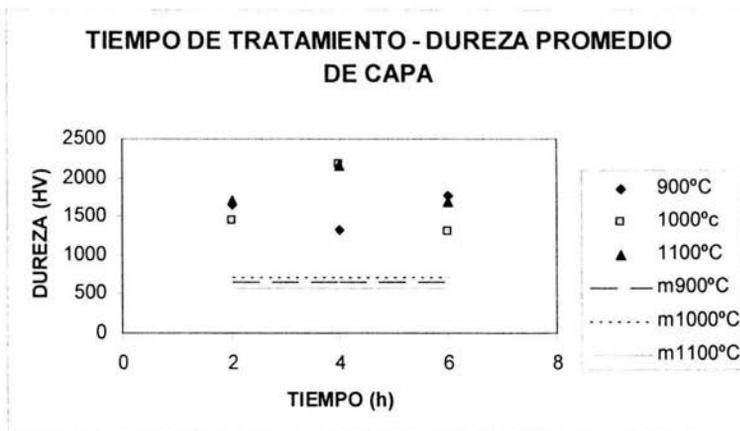 TIEMPO DE TRATAMIENTO - DUREZA PROMEDIO
DE CAPA
2500
2000
1500
1000
500
0
DUREZA (HV)
0 2 4 6 8
TIEMPO (h)
900ºC
1000ºc
1100ºC
m900ºC
m1000ºC
m1100ºC